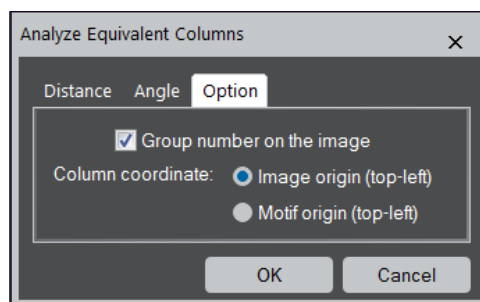 Analyze Equivalent Columns
Distance Angle Option
Group number on the image
Column coordinate: Image origin (top-left)
Motif origin (top-left)
OK Cancel